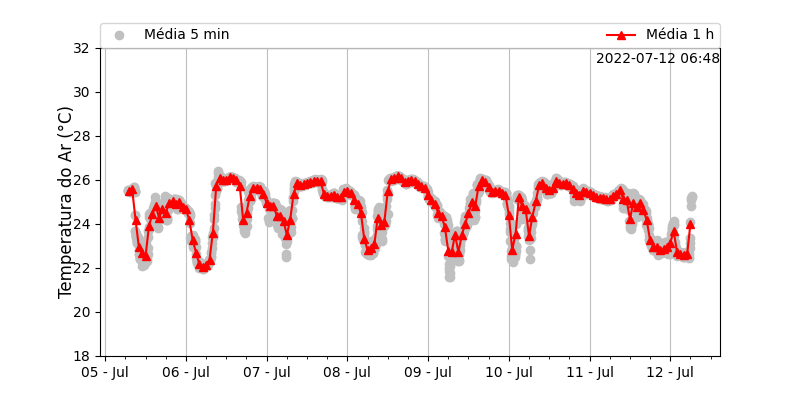 Média 5 min
Média 1 h
2022-07-12 06:48
Temperatura do Ar (°C)
32
30
28
26
24
22
20
18
05 - Jul
06 - Jul
07 - Jul
08 - Jul
09 - Jul
10 - Jul
11 - Jul
12 - Jul